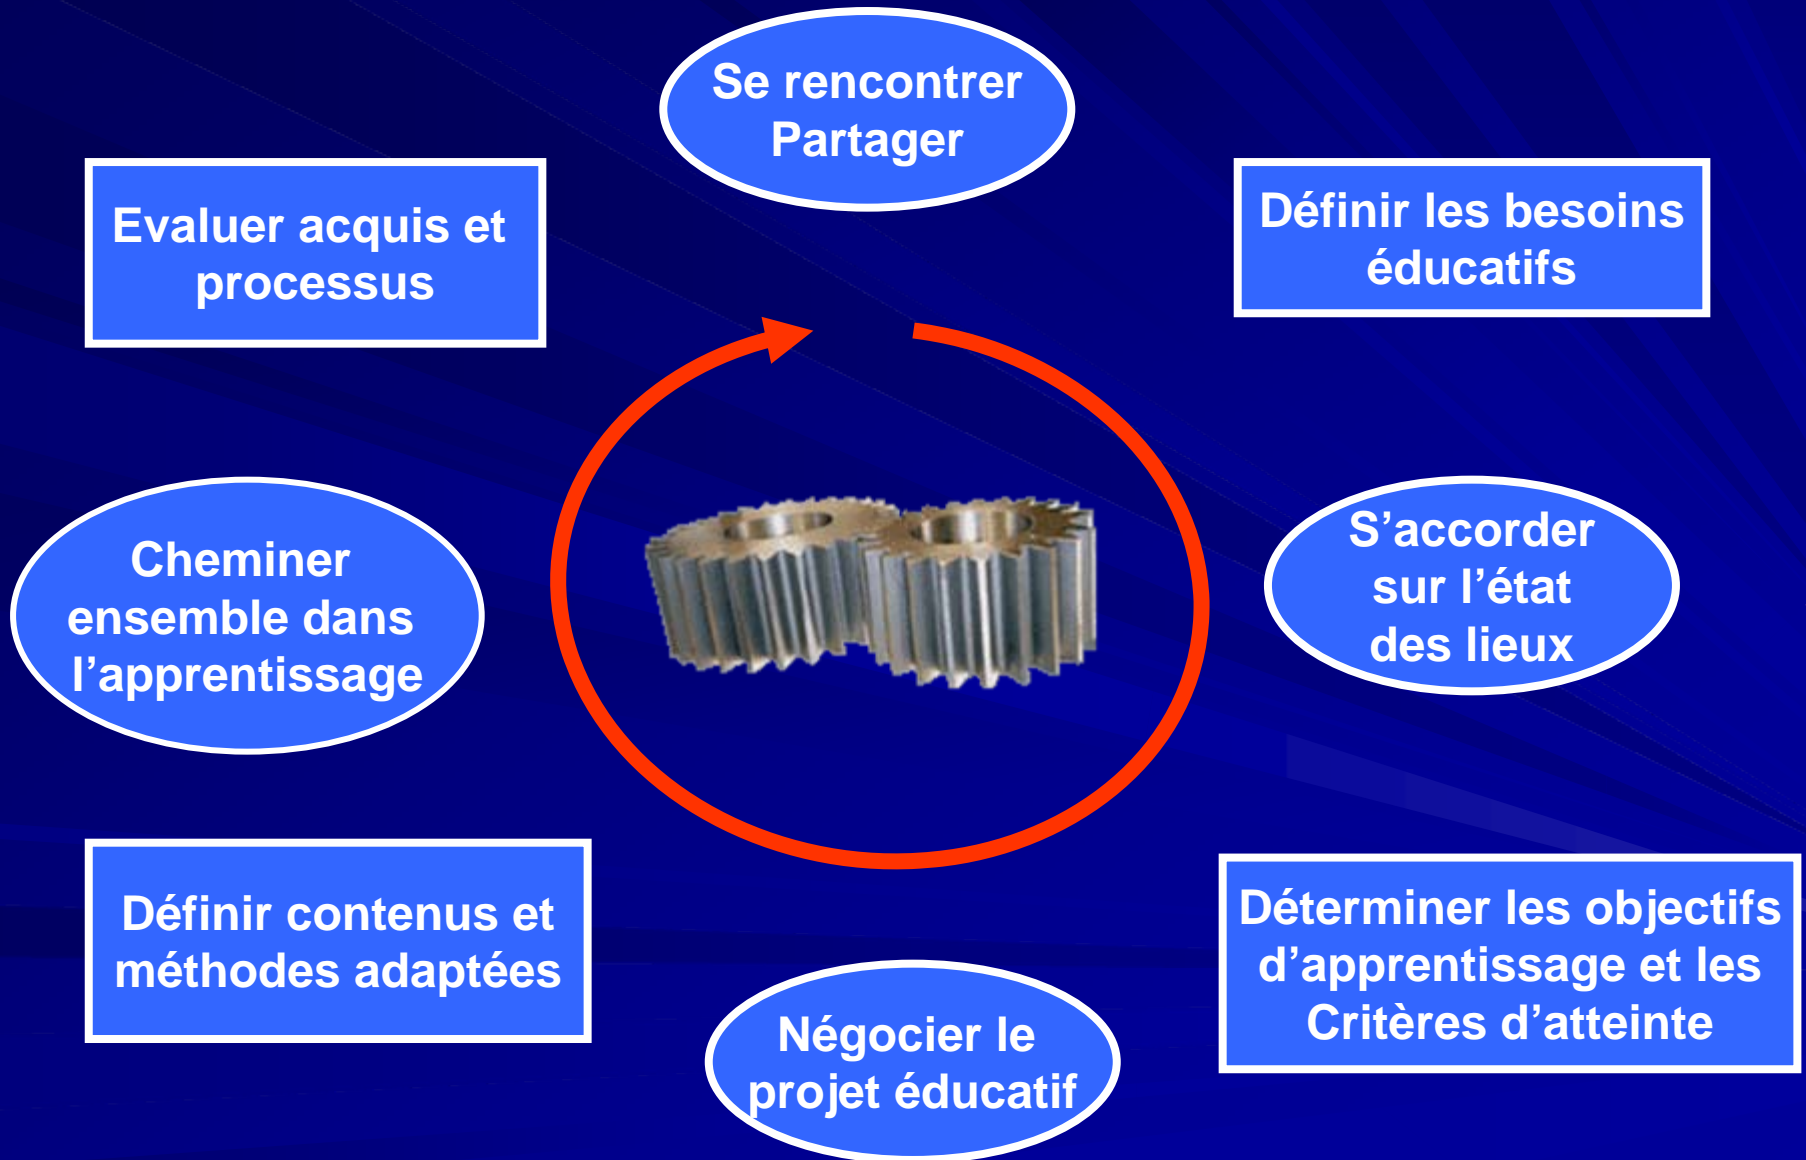 Se rencontrer
Partager
Evaluer acquis et
processus
Définir les besoins
éducatifs
Cheminer
ensemble dans
l’apprentissage
S’accorder
sur l’état
des lieux
Définir contenus et
méthodes adaptées
Négocier le
projet éducatif
Déterminer les objectifs
d’apprentissage et les
Critères d’atteinte